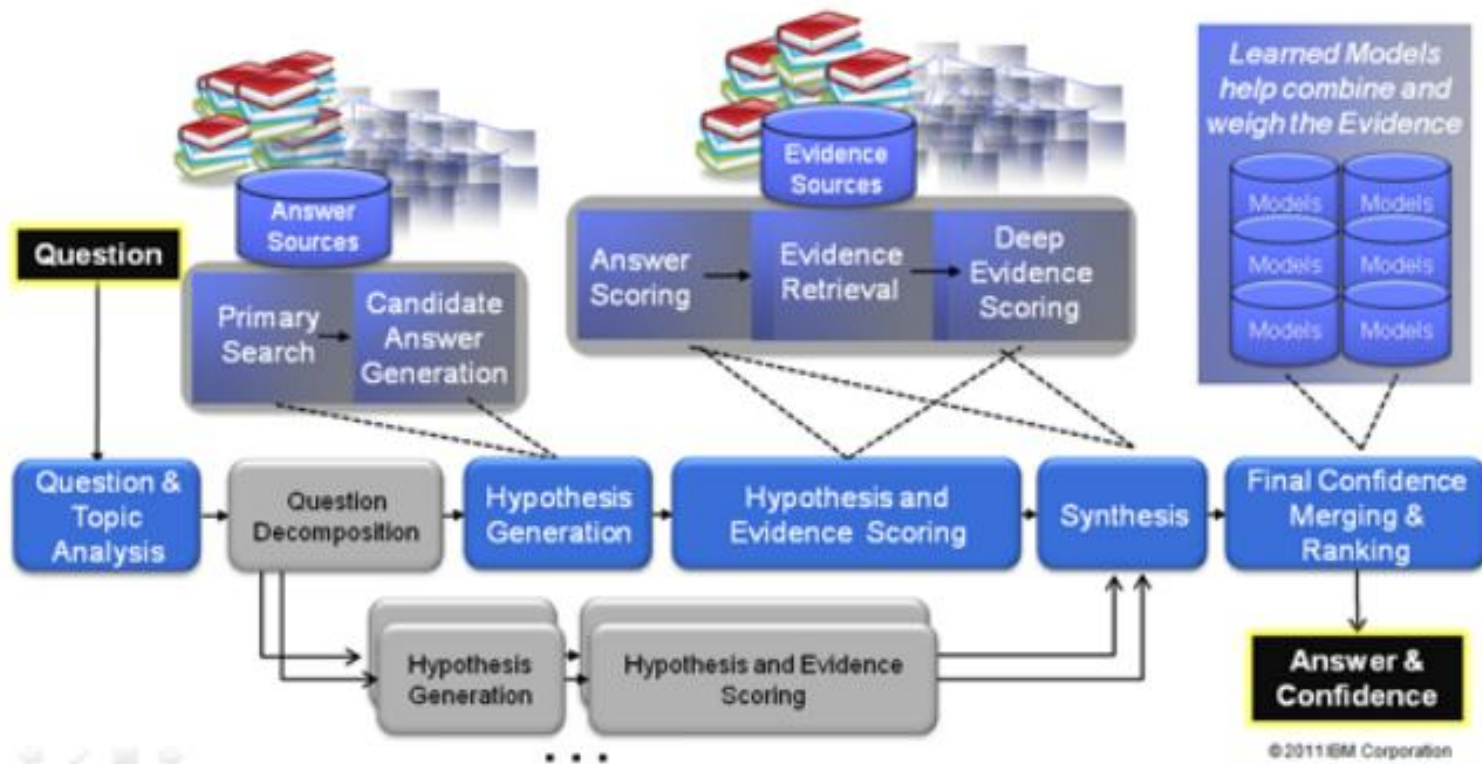 Learned Models
help combine and
weigh the Evidence
Models
Models
Models
Models
Models
Models
Answer
Sources
Evidence
Sources
Question
Primary
Search
Candidate
Answer
Generation
Answer
Scoring
Evidence
Retrieval
Deep
Evidence
Scoring
Question &
Topic
Analysis
Question
Decomposition
Hypothesis
Generation
Hypothesis and
Evidence Scoring
Synthesis
Final Confidence
Merging &
Ranking
Hypothesis
Generation
Hypothesis and Evidence
Scoring
. . .
Answer &
Confidence
© 2011 IBM Corporation